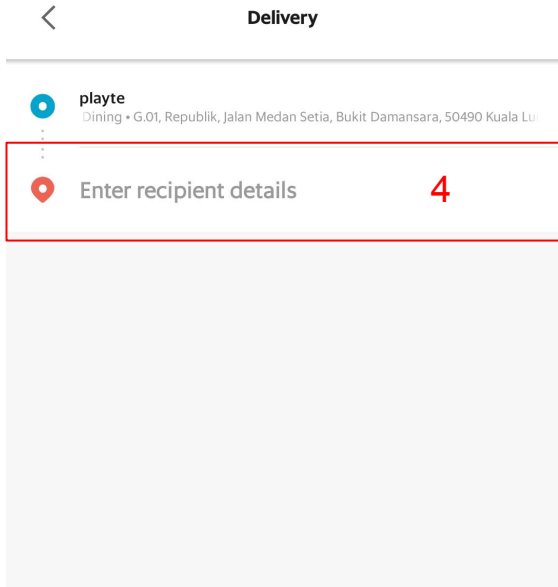 Delivery
playte
Dining • G.01, Republik, Jalan Medan Setia, Bukit Damansara, 50490 Kuala Lu
Enter recipient details
4